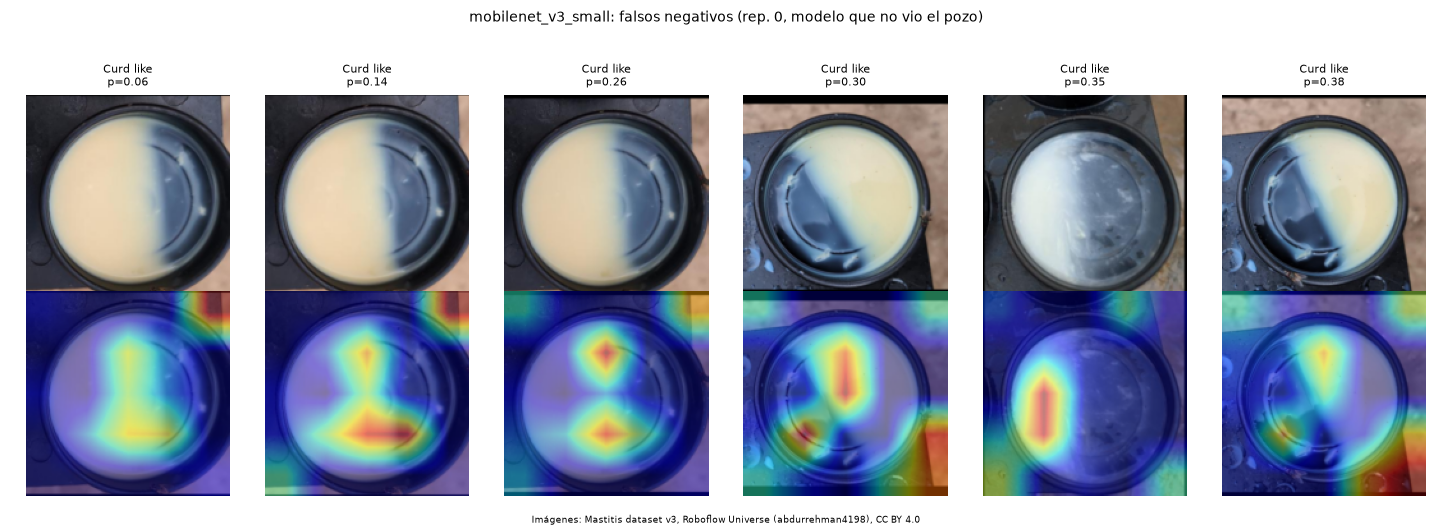 mobilenet_v3_small: falsos negativos (rep. 0, modelo que no vio el pozo)
Curd like
p=0.06
Curd like
p=0.14
Curd like
p=0.26
Curd like
p=0.30
Curd like
p=0.35
Curd like
p=0.38
Imágenes: Mastitis dataset v3, Roboflow Universe (abdurrehman4198), CC BY 4.0